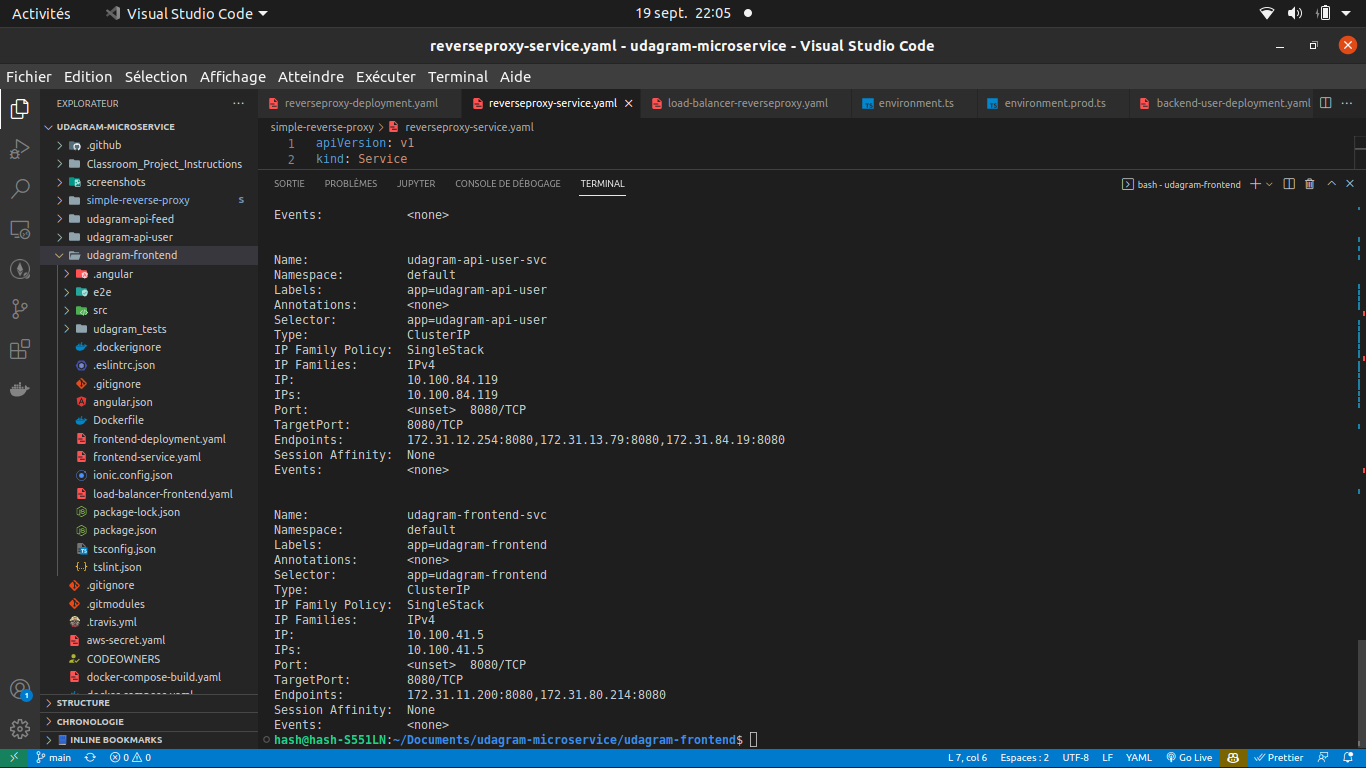 Activités Visual Studio Code 19 sept. 22:05
reverseproxy-service.yaml - udagram-microservice - Visual Studio Code
Fichier Edition Sélection Affichage Atteindre Exécuter Terminal Aide
EXPLORATEUR
UDAGRAM-MICROSERVICE
.github
Classroom_Project_Instructions
screenshots
simple-reverse-proxy S
udagram-api-feed
udagram-api-user
udagram-frontend
.angular
e2e
src
udagram_tests
.dockerignore
.eslintrc.json
.gitignore
angular.json
Dockerfile
frontend-deployment.yaml
frontend-service.yaml
ionic.config.json
load-balancer-frontend.yaml
package-lock.json
package.json
tsconfig.json
tslint.json
.gitignore
.gitmodules
.travis.yml
aws-secret.yaml
CODEOWNERS
docker-compose-build.yaml
docker-compose.yaml
STRUCTURE
CHRONOLOGIE
INLINE BOOKMARKS
reverseproxy-deployment.yaml reverseproxy-service.yaml load-balancer-reverseproxy.yaml environment.ts environment.prod.ts backend-user-deployment.yaml
simple-reverse-proxy > reverseproxy-service.yaml
1 apiVersion: v1
2 kind: Service
SORTIE PROBLÈMES JUPYTER CONSOLE DE DÉBOGAGE TERMINAL bash - udagram-frontend
Events: <none>
Name: udagram-api-user-svc
Namespace: default
Labels: app=udagram-api-user
Annotations: <none>
Selector: app=udagram-api-user
Type: ClusterIP
IP Family Policy: SingleStack
IP Families: IPv4
IP: 10.100.84.119
IPs: 10.100.84.119
Port: <unset> 8080/TCP
TargetPort: 8080/TCP
Endpoints: 172.31.12.254:8080,172.31.13.79:8080,172.31.84.19:8080
Session Affinity: None
Events: <none>
Name: udagram-frontend-svc
Namespace: default
Labels: app=udagram-frontend
Annotations: <none>
Selector: app=udagram-frontend
Type: ClusterIP
IP Family Policy: SingleStack
IP Families: IPv4
IP: 10.100.41.5
IPs: 10.100.41.5
Port: <unset> 8080/TCP
TargetPort: 8080/TCP
Endpoints: 172.31.11.200:8080,172.31.80.214:8080
Session Affinity: None
Events: <none>
hash@hash-S551LN:~/Documents/udagram-microservice/udagram-frontend$
1
main 0 0 L 7, col 6 Espaces : 2 UTF-8 LF YAML Go Live Prettier